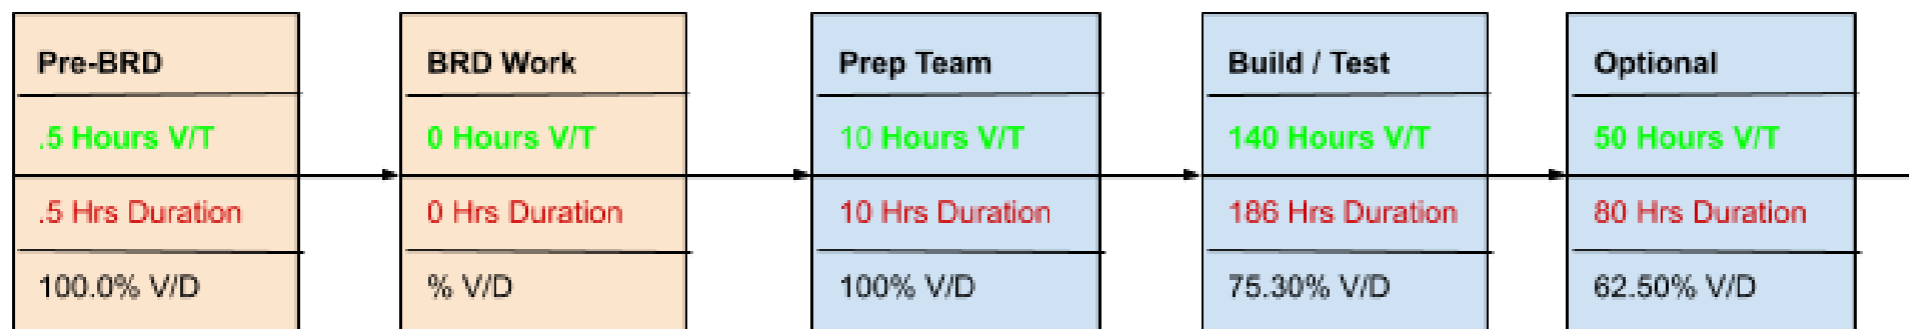 Pre-BRD
.5 Hours V/T
.5 Hrs Duration
100.0% V/D
BRD Work
0 Hours V/T
0 Hrs Duration
% V/D
Prep Team
10 Hours V/T
10 Hrs Duration
100% V/D
Build / Test
140 Hours V/T
186 Hrs Duration
75.30% V/D
Optional
50 Hours V/T
80 Hrs Duration
62.50% V/D